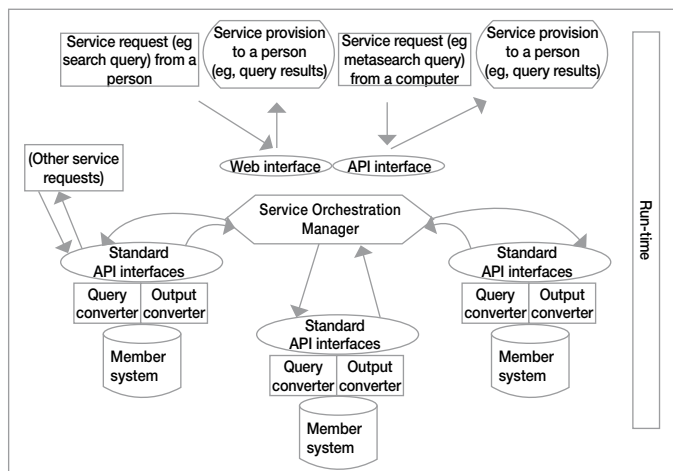 Service request (eg
search query) from a
person
Service provision
to a person
(eg, query results)
Service request (eg
metasearch query)
from a computer
Service provision
to a person
(eg, query results)
Web interface
API interface
(Other service
requests)
Service Orchestration
Manager
Standard
API interfaces
Query
converter
Output
converter
Member
system
Standard
API interfaces
Query
converter
Output
converter
Member
system
Standard
API interfaces
Query
converter
Output
converter
Member
system
Run-time